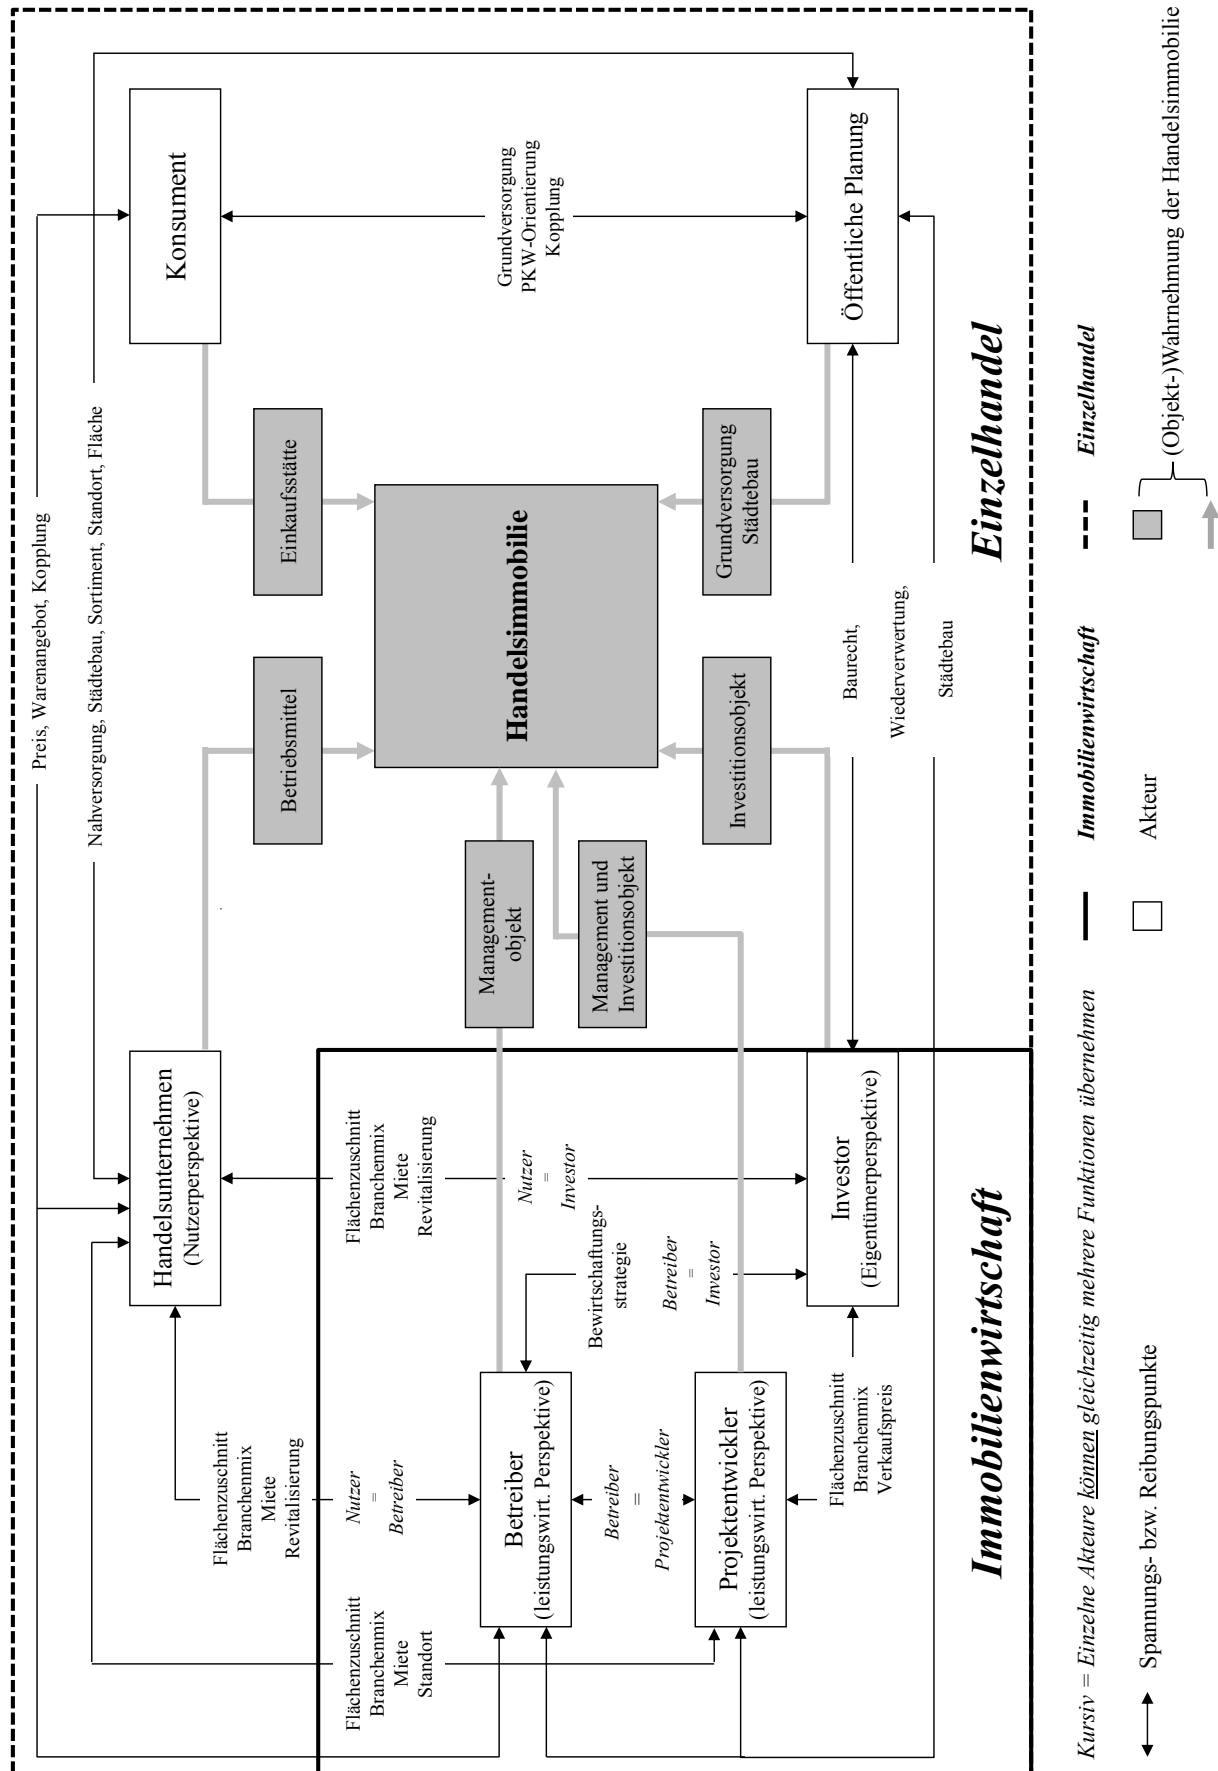 Preis, Warenangebot, Kopplung
Nahversorgung, Städtebau, Sortiment, Standort, Fläche
Handelsunternehmen
(Nutzerperspektive)
Konsument
Flächenzuschnitt
Branchenmix
Miete
Revitalisierung
Betriebsmittel
Einkaufsstätte
Flächenzuschnitt
Branchenmix
Miete
Standort
Nutzer
=
Betreiber
Flächenzuschnitt
Branchenmix
Miete
Revitalisierung
Management-
objekt
Handelsimmobilie
Grundversorgung
PKW-Orientierung
Kopplung
Betreiber
(leistungswirt. Perspektive)
Nutzer
=
Investor
Bewirtschaftungs-
strategie
Management und
Investitionsobjekt
Betreiber
=
Projektentwickler
Betreiber
=
Investor
Investitionsobjekt
Grundversorgung
Städtebau
Projektentwickler
(leistungswirt. Perspektive)
Investor
(Eigentümerperspektive)
Öffentliche Planung
Flächenzuschnitt
Branchenmix
Verkaufspreis
Baurecht,
Wiederverwertung,
Städtebau
Immobilienwirtschaft
Einzelhandel
Kursiv = Einzelne Akteure können gleichzeitig mehrere Funktionen übernehmen
Immobilienwirtschaft
Einzelhandel
Spannungs- bzw. Reibungspunkte
Akteur
(Objekt-)Wahrnehmung der Handelsimmobilie